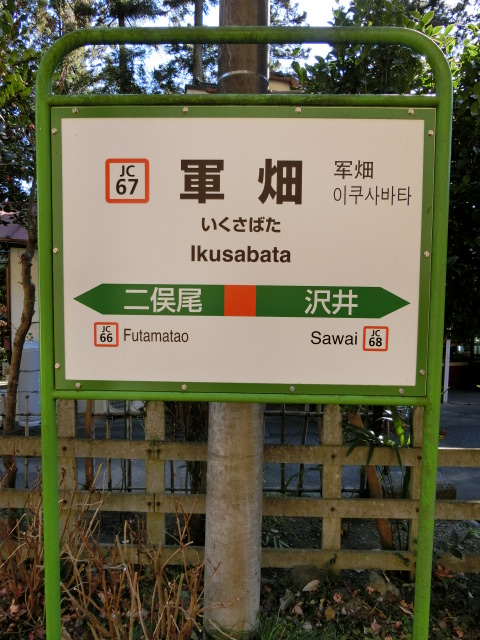 JC
67
軍畑
军畑
이쿠사바타
いくさばた
Ikusabata
二俣尾 沢井
JC
66 Futamatao
Sawai JC
68